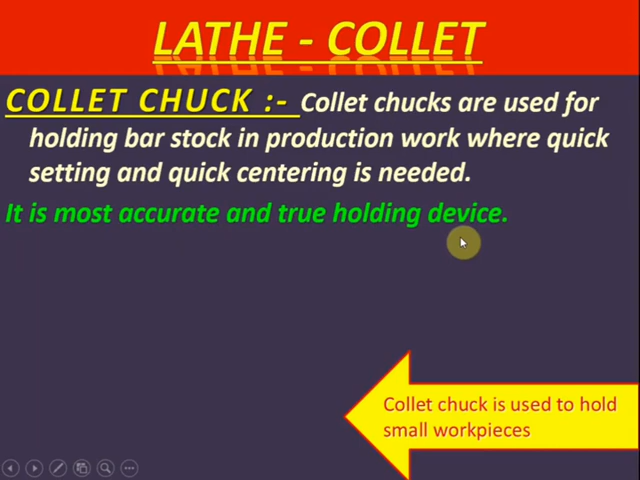 LATHE - COLLET
COLLET CHUCK :- Collet chucks are used for
holding bar stock in production work where quick
setting and quick centering is needed.
It is most accurate and true holding device.
Collet chuck is used to hold
small workpieces